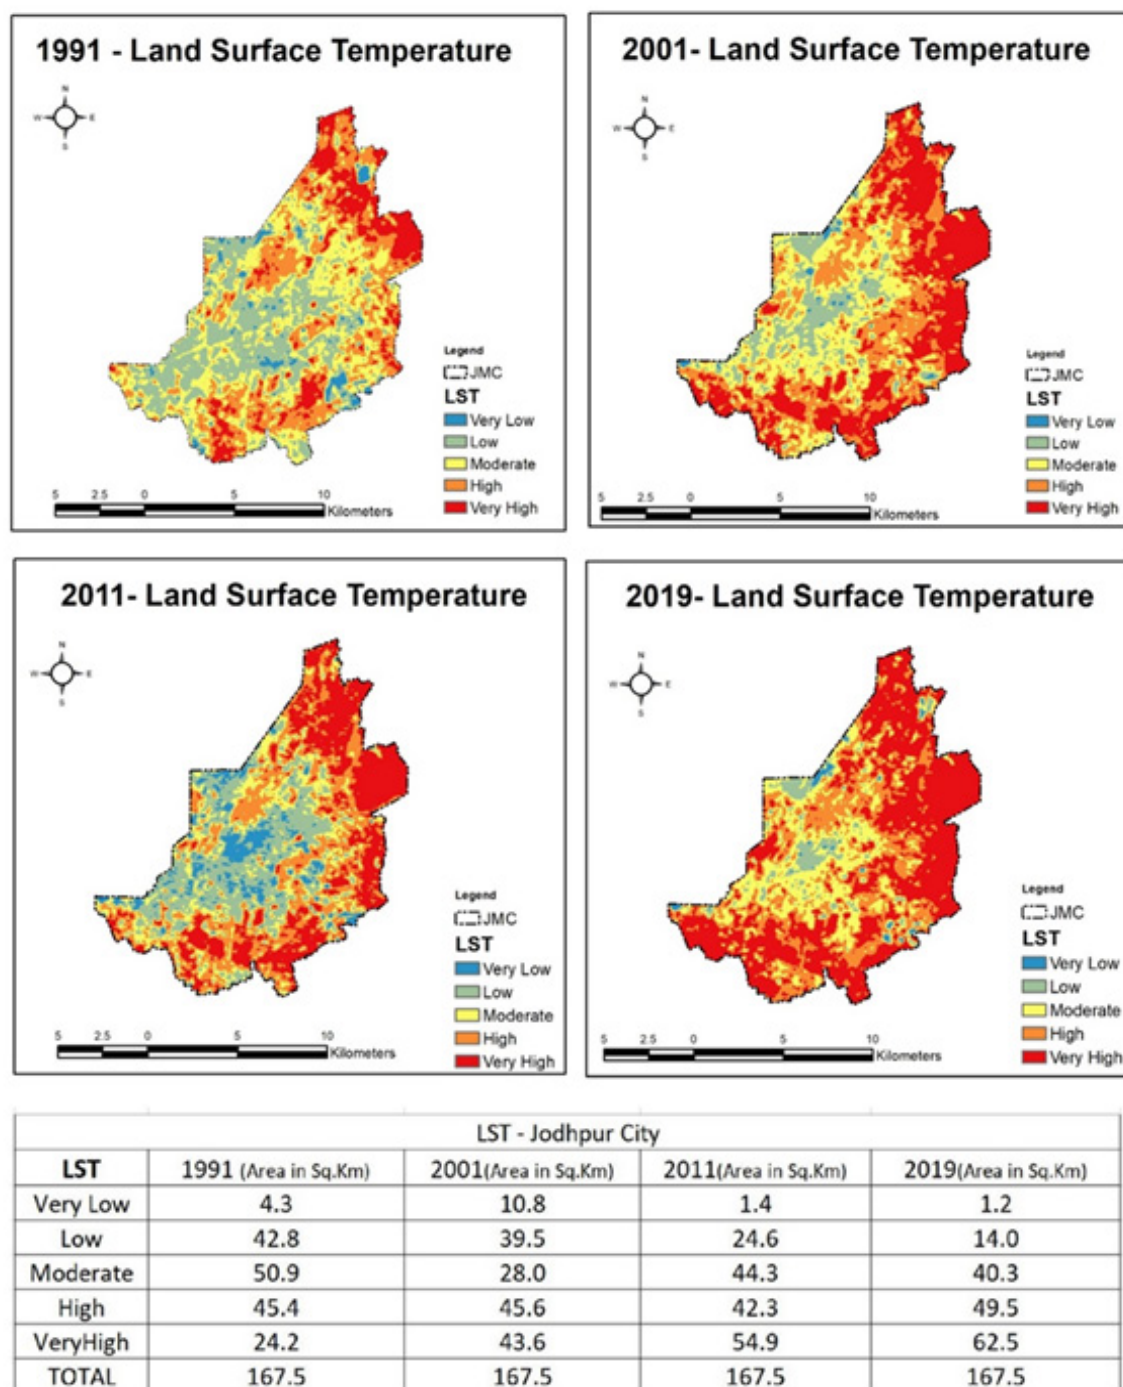 1991 - Land Surface Temperature
N
W E
S
Legend
JMC
LST
Very Low
Low
Moderate
High
Very High
5 2.5 0 5 10
Kilometers
2001- Land Surface Temperature
N
W E
S
Legend
JMC
LST
Very Low
Low
Moderate
High
Very High
5 2.5 0 5 10
Kilometers
2011- Land Surface Temperature
N
W E
S
Legend
JMC
LST
Very Low
Low
Moderate
High
Very High
5 2.5 0 5 10
Kilometers
2019- Land Surface Temperature
N
W E
S
Legend
JMC
LST
Very Low
Low
Moderate
High
Very High
5 2.5 0 5 10
Kilometers
LST - Jodhpur City
LST 1991 (Area in Sq.Km) 2001(Area in Sq.Km) 2011(Area in Sq.Km) 2019(Area in Sq.Km)
Very Low 4.3 10.8 1.4 1.2
Low 42.8 39.5 24.6 14.0
Moderate 50.9 28.0 44.3 40.3
High 45.4 45.6 42.3 49.5
VeryHigh 24.2 43.6 54.9 62.5
TOTAL 167.5 167.5 167.5 167.5